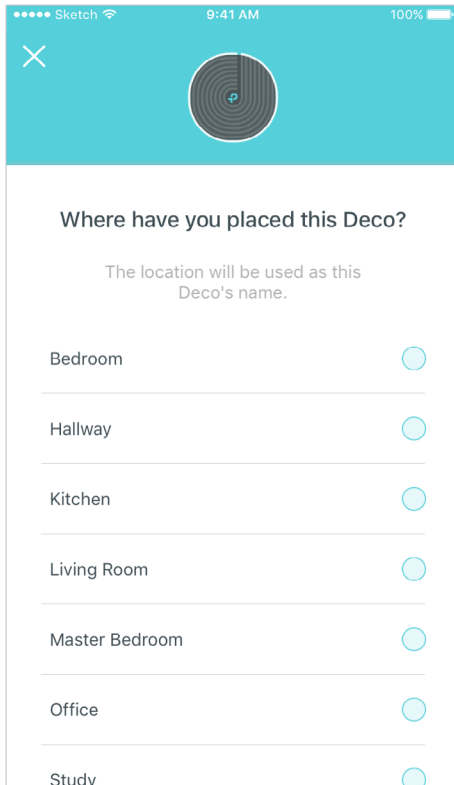 Sketch 9:41 AM 100%
Where have you placed this Deco?
The location will be used as this
Deco's name.
Bedroom
Hallway
Kitchen
Living Room
Master Bedroom
Office
Study